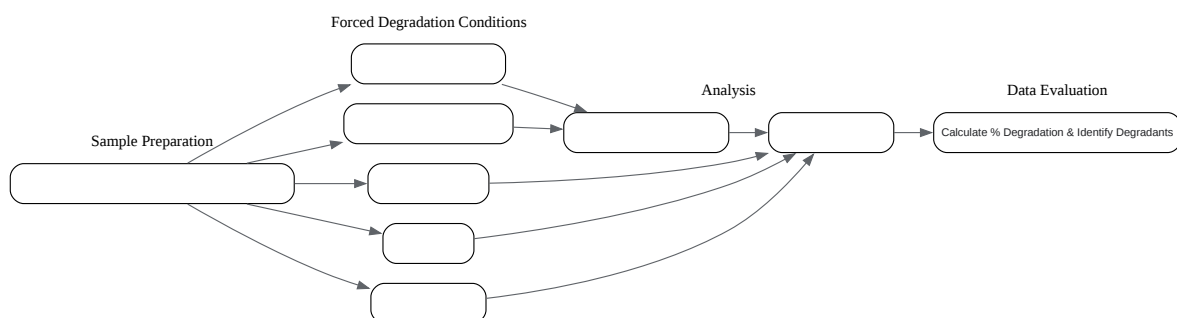 Forced Degradation Conditions
Analysis
Data Evaluation
Calculate % Degradation & Identify Degradants
Sample Preparation